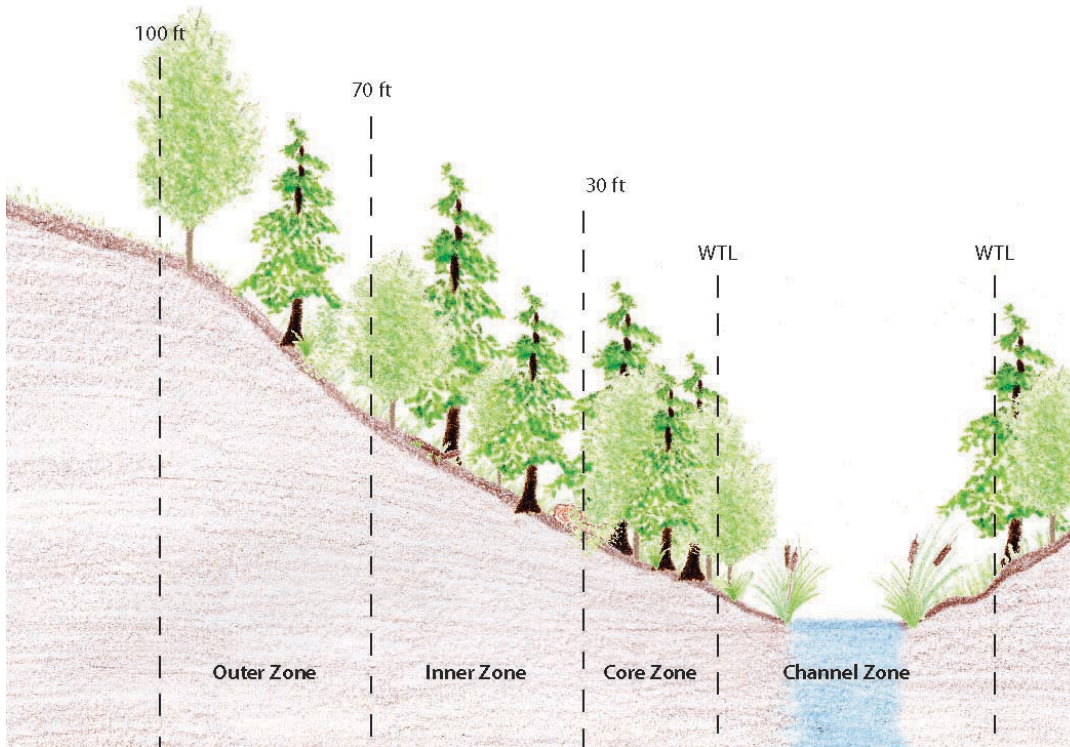 100 ft
70 ft
30 ft
WTL
WTL
Outer Zone
Inner Zone
Core Zone
Channel Zone